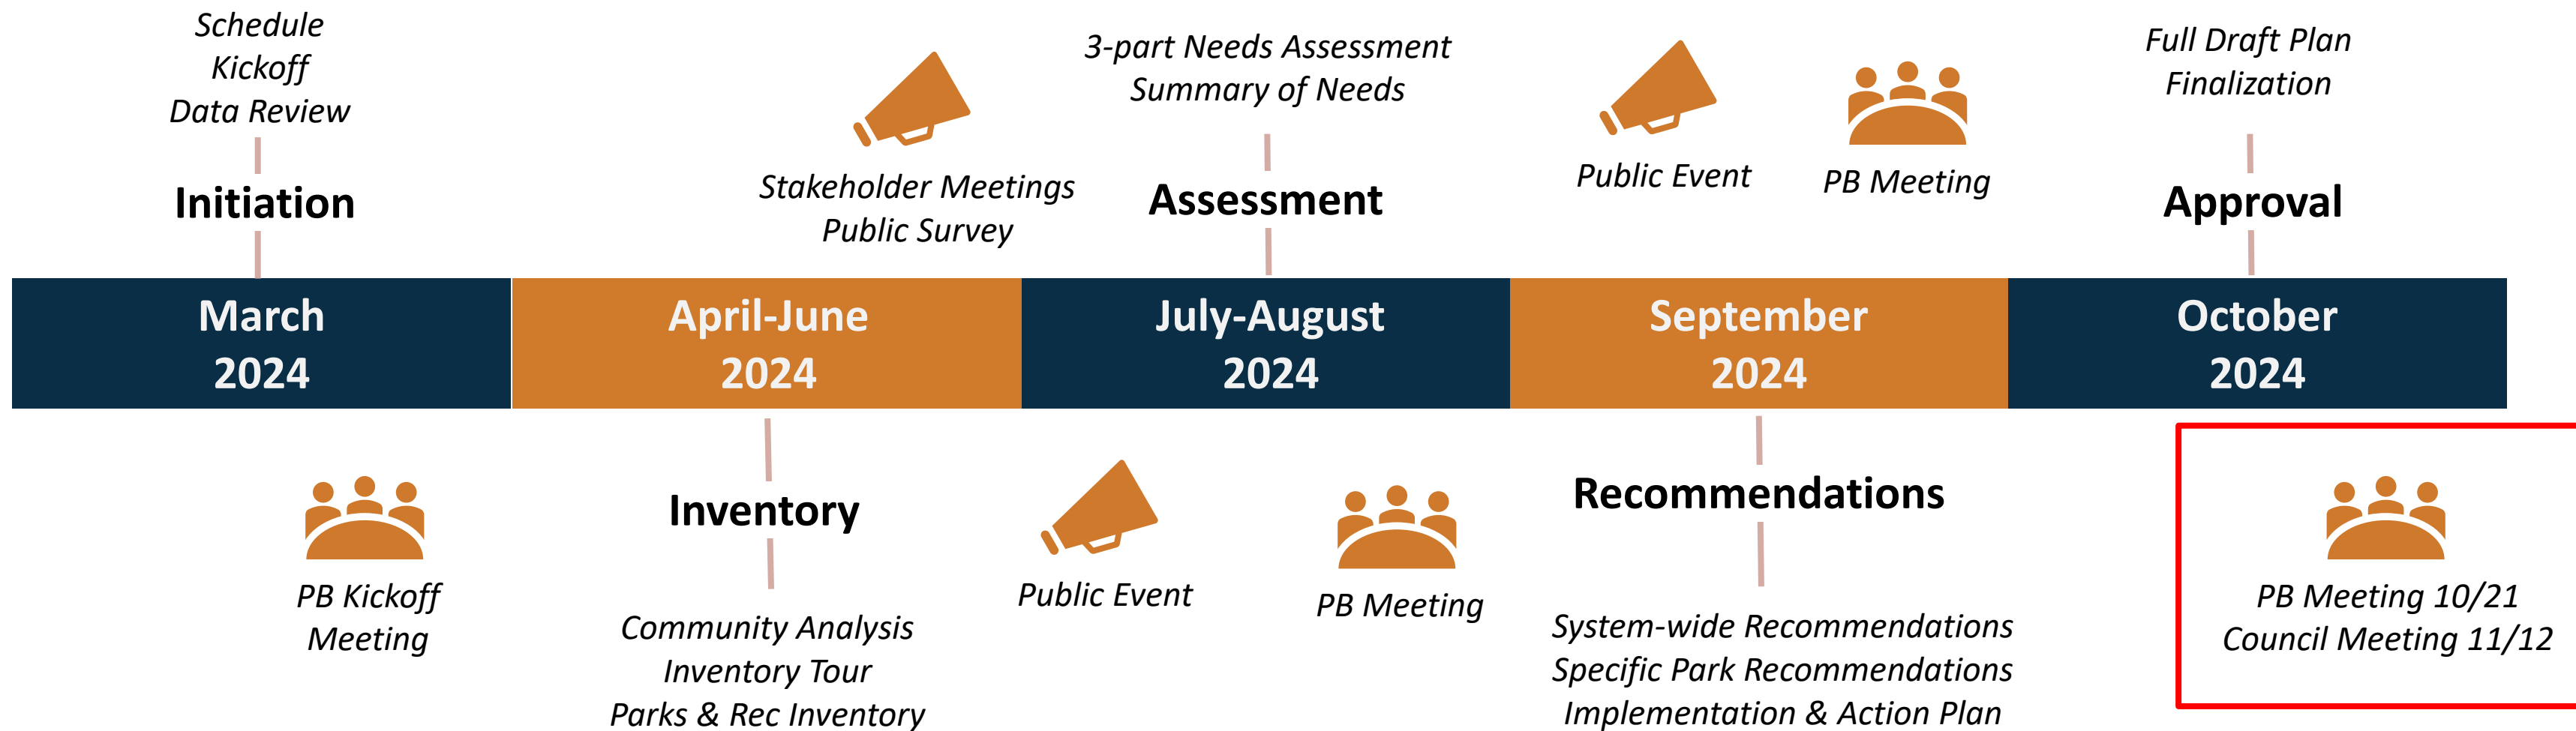 Schedule
Kickoff
Data Review
Initiation
Stakeholder Meetings
Public Survey
3-part Needs Assessment
Summary of Needs
Assessment
Public Event
PB Meeting
Full Draft Plan
Finalization
Approval
March
2024
April-June
2024
July-August
2024
September
2024
October
2024
PB Kickoff
Meeting
Inventory
Community Analysis
Inventory Tour
Parks & Rec Inventory
Public Event
PB Meeting
Recommendations
System-wide Recommendations
Specific Park Recommendations
Implementation & Action Plan
PB Meeting 10/21
Council Meeting 11/12